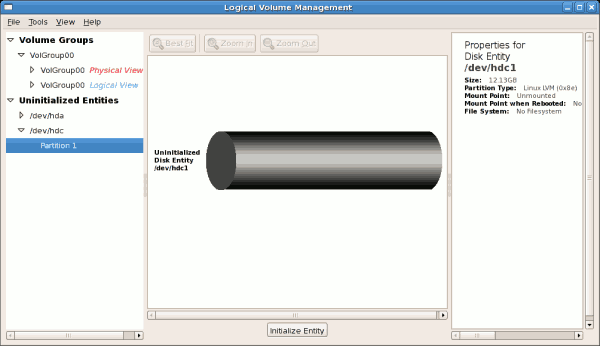 Logical Volume Management
File Tools View Help
Volume Groups
VolGroup00
VolGroup00 Physical View
VolGroup00 Logical View
Uninitialized Entities
/dev/hda
/dev/hdc
Partition 1
Best Fit Zoom In Zoom Out
Uninitialized
Disk Entity
/dev/hdc1
Initialize Entity
Properties for
Disk Entity
/dev/hdc1
Size: 12.13GB
Partition Type: Linux LVM (0x8e)
Mount Point: Unmounted
Mount Point when Rebooted: No
File System: No Filesystem